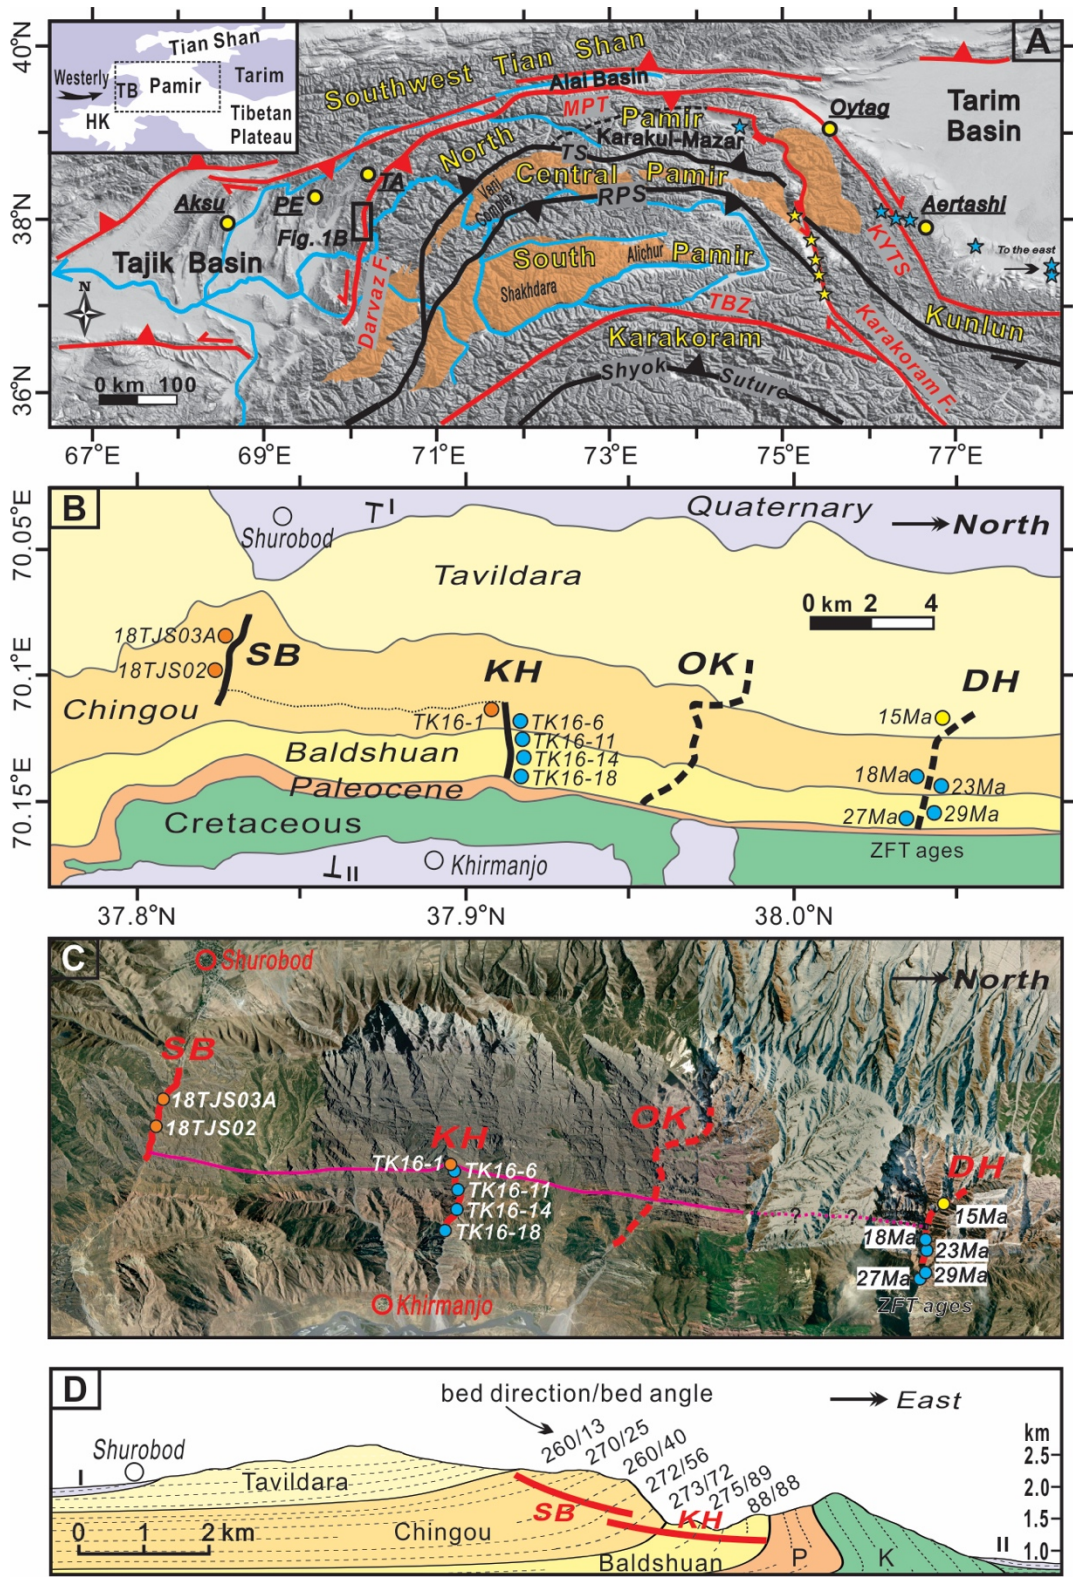 A
40°N
38°N
36°N
Tian Shan
Westerly
TB
Pamir
Tarim
HK
Tibetan
Plateau
Southwest Tian Shan
Alai Basin
MPT
Pamir
Karakul-Mazar
Oytag
Tarim
Basin
North
TS
Central Pamir
RPS
Aksu
PE
TA
Fig. 1B
Aertashi
KYTS
To the east
Tajik Basin
N
Darvaz F.
South Pamir
Alichur
Shakhdara
TBZ
Karakoram
Karakoram F.
Kunlun
Shyok Suture
0 km 100
67°E
69°E
71°E
73°E
75°E
77°E
B
70.05°E
70.1°E
70.15°E
Shurobod
I
Quaternary
North
Tavildara
0 km 2 4
18TJS03A
SB
18TJS02
KH
OK
DH
Chingou
TK16-1
TK16-6
TK16-11
TK16-14
TK16-18
15Ma
18Ma
23Ma
27Ma
29Ma
Baldshuan
Paleocene
Cretaceous
ZFT ages
II
Khirmanjo
37.8°N
37.9°N
38.0°N
C
Shurobod
North
SB
18TJS03A
18TJS02
KH
OK
DH
TK16-1
TK16-6
TK16-11
TK16-14
TK16-18
? ?
15Ma
18Ma
23Ma
27Ma
29Ma
ZFT ages
Khirmanjo
D
bed direction/bed angle
East
km
2.5
2.0
1.5
1.0
Shurobod
I
260/13
270/25
260/40
272/56
273/72
275/89
88/88
Tavildara
SB
KH
Chingou
0 1 2 km
Baldshuan
P
K
II